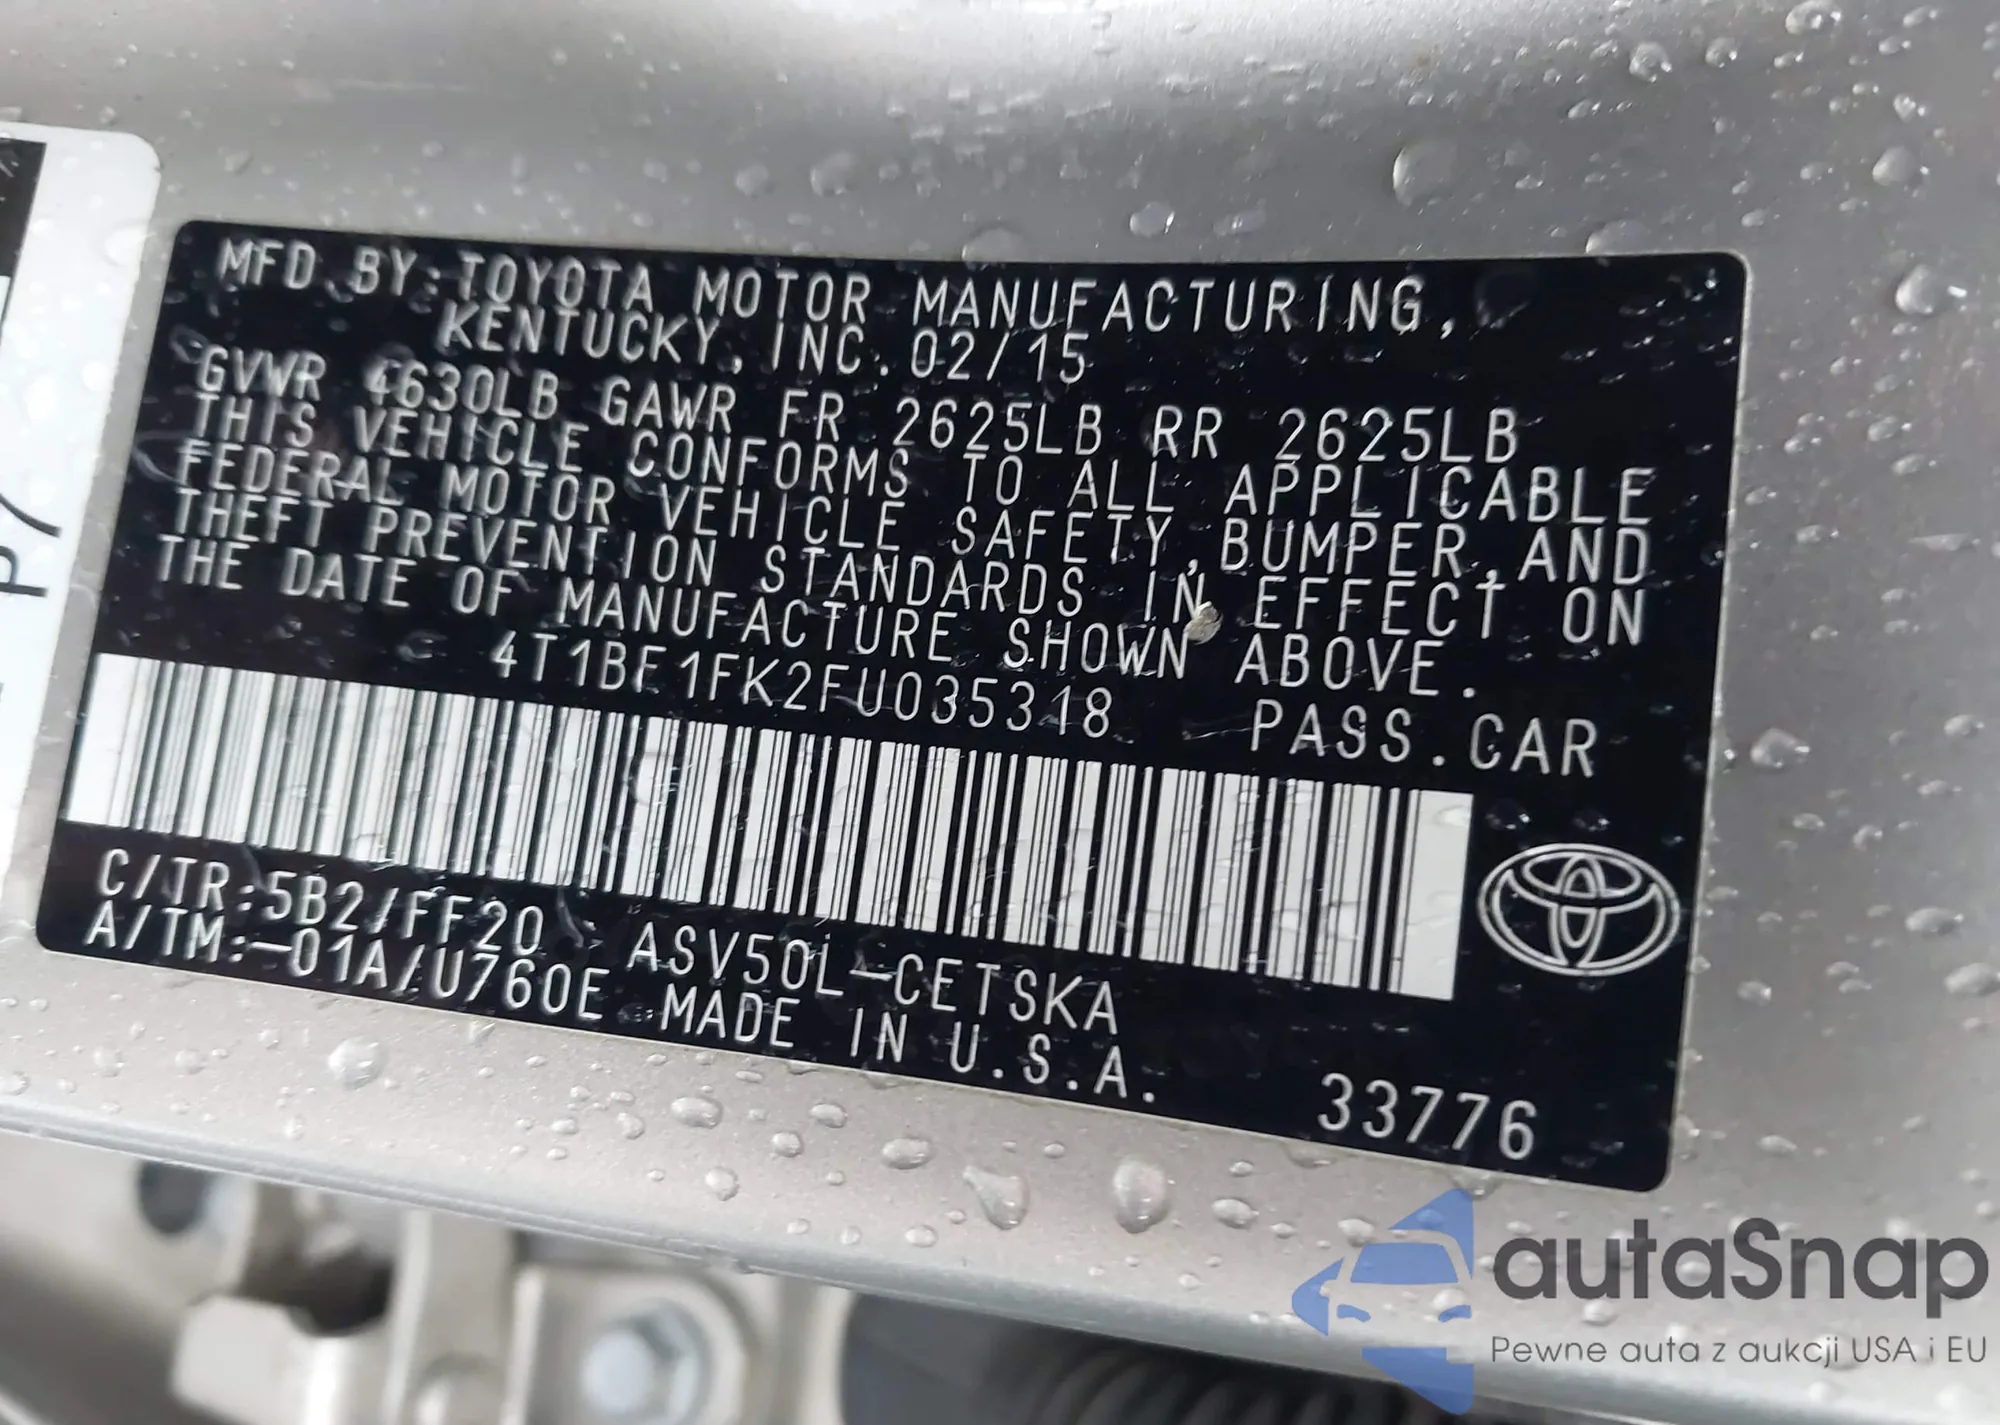 MFD.BY:TOYOTA MOTOR MANUFACTURING,
KENTUCKY, INC. 02/15
GVWR 4630LB GAWR FR 2625LB RR 2625LB
THIS VEHICLE CONFORMS TO ALL APPLICABLE
FEDERAL MOTOR VEHICLE SAFETY, BUMPER, AND
THEFT PREVENTION STANDARDS IN EFFECT ON
THE DATE OF MANUFACTURE SHOWN ABOVE.
4T1BF1FK2FU035318 PASS.CAR
C/TR:5B2/FF20 ASV50L-CETSKA
A/TM:-01A/U760E MADE IN U.S.A.
33776
autaSnap
Pewne auta z aukcji USA i EU